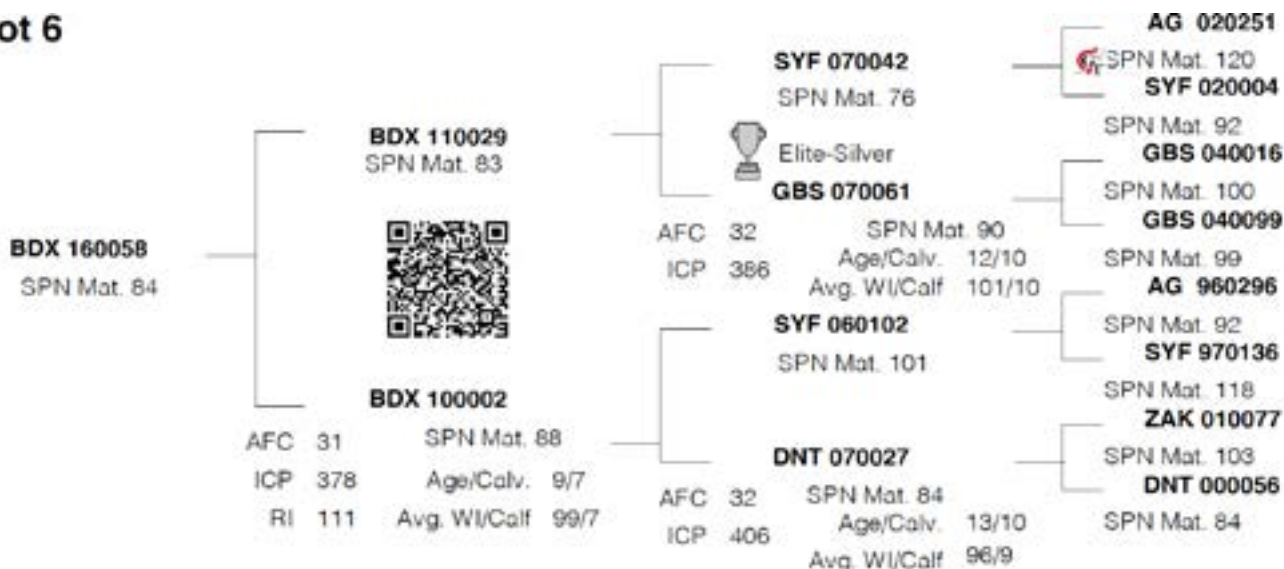 ot 6
BDX 160058
SPN Mat. 84
BDX 110029
SPN Mat. 83
BDX 100002
AFC 31 SPN Mat. 88
ICP 378 Age/Calv. 9/7
RI 111 Avg. WI/Calf 99/7
SYF 070042
SPN Mat. 76
Elite-Silver
GBS 070061
AFC 32 SPN Mat. 90
ICP 386 Age/Calv. 12/10
Avg. WI/Calf 101/10
SYF 060102
SPN Mat. 101
DNT 070027
AFC 32 SPN Mat. 84
ICP 406 Age/Calv. 13/10
Avg. WI/Calf 96/9
AG 020251
SPN Mat. 120
SYF 020004
SPN Mat. 92
GBS 040016
SPN Mat. 100
GBS 040099
SPN Mat. 99
AG 960296
SPN Mat. 92
SYF 970136
SPN Mat. 118
ZAK 010077
SPN Mat. 103
DNT 000056
SPN Mat. 84